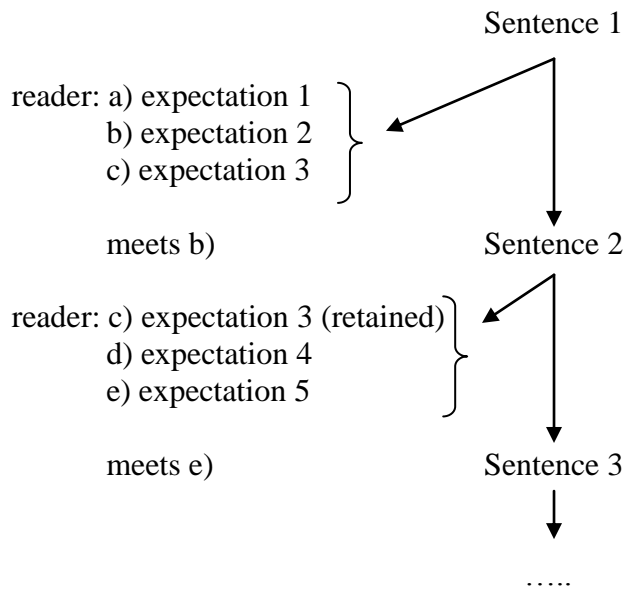 Sentence 1
reader: a) expectation 1
b) expectation 2
c) expectation 3
meets b) Sentence 2
reader: c) expectation 3 (retained)
d) expectation 4
e) expectation 5
meets e) Sentence 3
…..